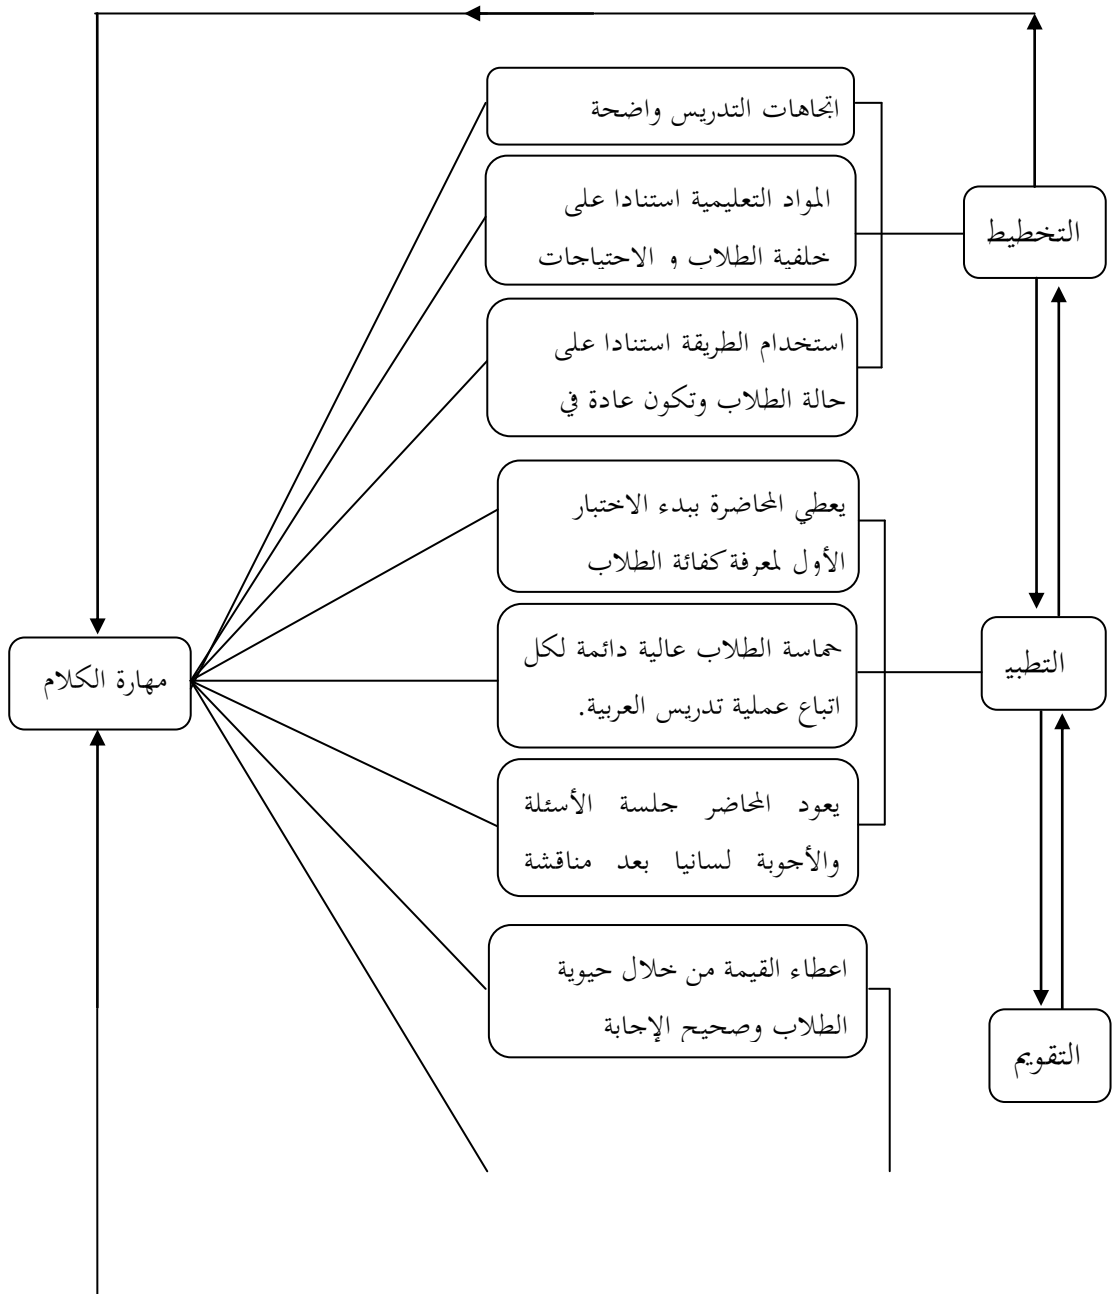 اتجاهات التدريس واضحة
المواد التعليمية استنادا على
خلفية الطلاب و الاحتياجات
التخطيط
استخدام الطريقة استنادا على
حالة الطلاب وتكون عادة في
يعطي المحاضرة ببدء الاختبار
الأول لمعرفة كفائة الطلاب
حماسة الطلاب عالية دائمة لكل
اتباع عملية تدريس العربية.
التطبيـ
مهارة الكلام
يعود المحاضر جلسة الأسئلة
والأجوبة لسانيا بعد مناقشة
اعطاء القيمة من خلال حيوية
الطلاب وصحيح الإجابة
التقويم